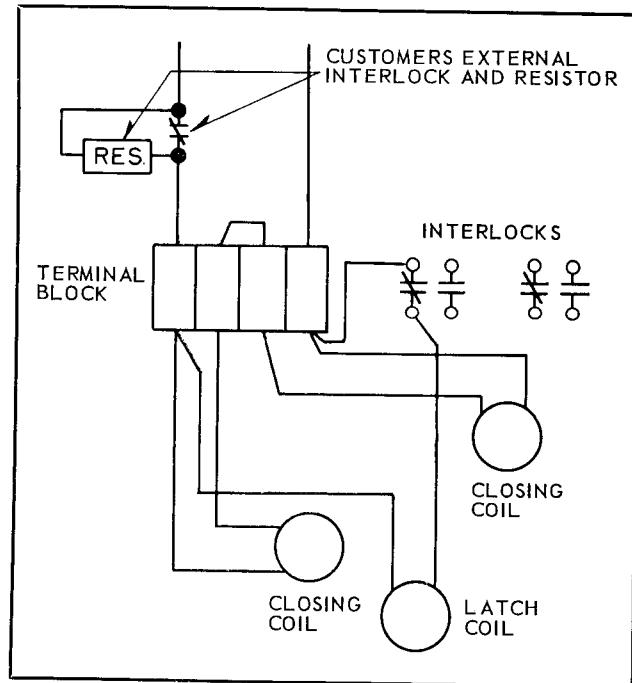 CUSTOMERS EXTERNAL
INTERLOCK AND RESISTOR
RES.
INTERLOCKS
TERMINAL
BLOCK
CLOSING
COIL
CLOSING
COIL
LATCH
COIL